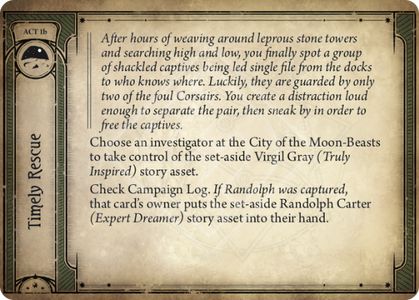 ACT 1b
Timely Rescue
After hours of weaving around leprous stone towers
and searching high and low, you finally spot a group
of shackled captives being led single file from the docks
to who knows where. Luckily, they are guarded by only
two of the foul Corsairs. You create a distraction loud
enough to separate the pair, then sneak by in order to
free the captives.
Choose an investigator at the City of the Moon-Beasts
to take control of the set-aside Virgil Gray (Truly
Inspired) story asset.
Check Campaign Log. If Randolph was captured,
that card's owner puts the set-aside Randolph Carter
(Expert Dreamer) story asset into their hand.